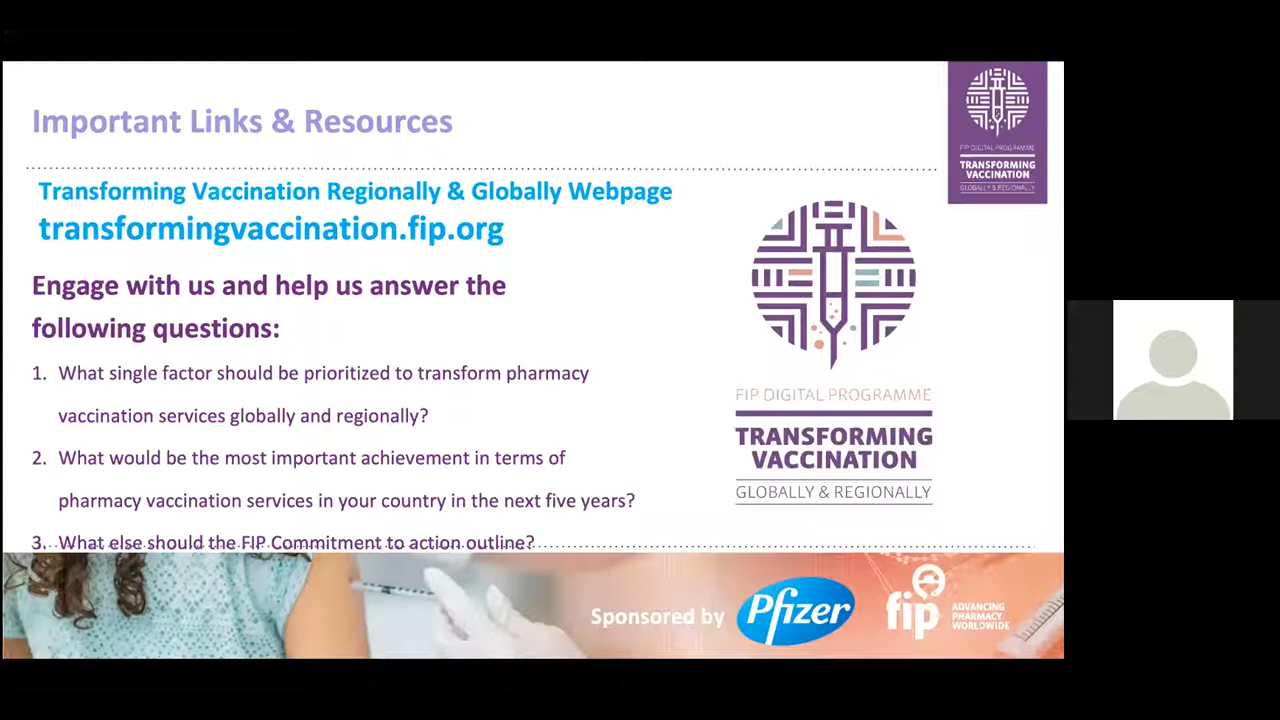 Important Links & Resources
FIP DIGITAL PROGRAMME
TRANSFORMING
VACCINATION
GLOBALLY & REGIONALLY
Transforming Vaccination Regionally & Globally Webpage
transformingvaccination.fip.org
Engage with us and help us answer the
following questions:
1. What single factor should be prioritized to transform pharmacy
vaccination services globally and regionally?
2. What would be the most important achievement in terms of
pharmacy vaccination services in your country in the next five years?
3. What else should the FIP Commitment to action outline?
FIP DIGITAL PROGRAMME
TRANSFORMING
VACCINATION
GLOBALLY & REGIONALLY
Sponsored by
Pfizer
fip
ADVANCING
PHARMACY
WORLDWIDE